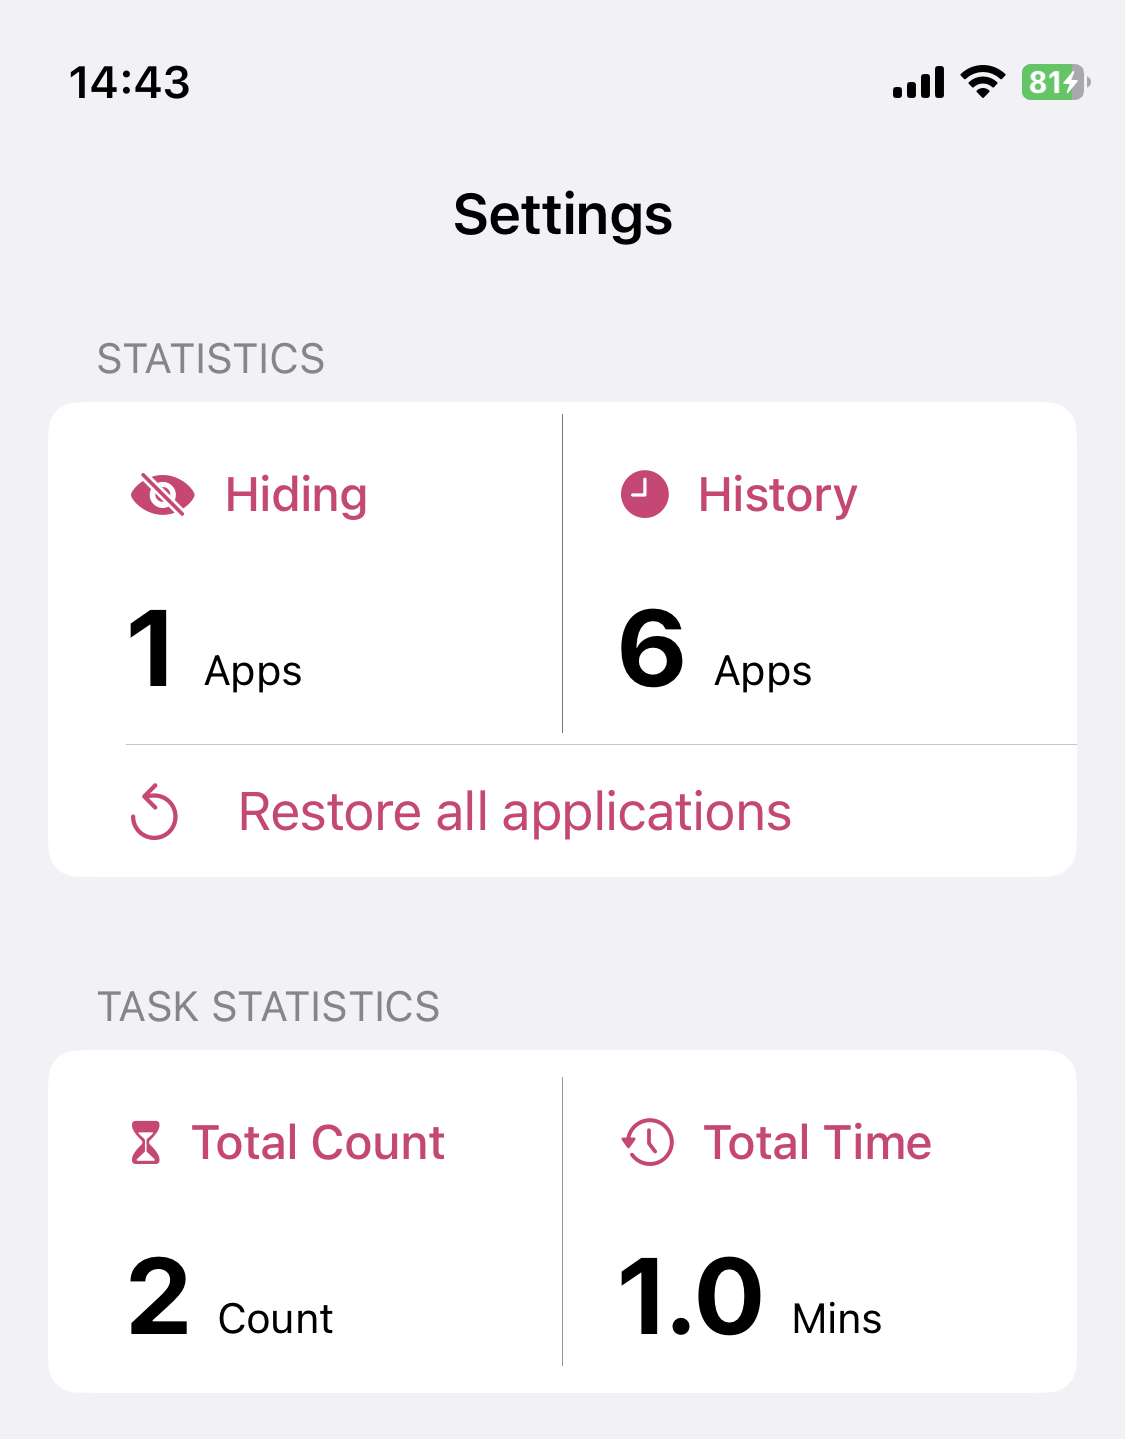 14:43
81
Settings
STATISTICS
Hiding
History
1 Apps
6 Apps
Restore all applications
TASK STATISTICS
Total Count
Total Time
2 Count
1.0 Mins